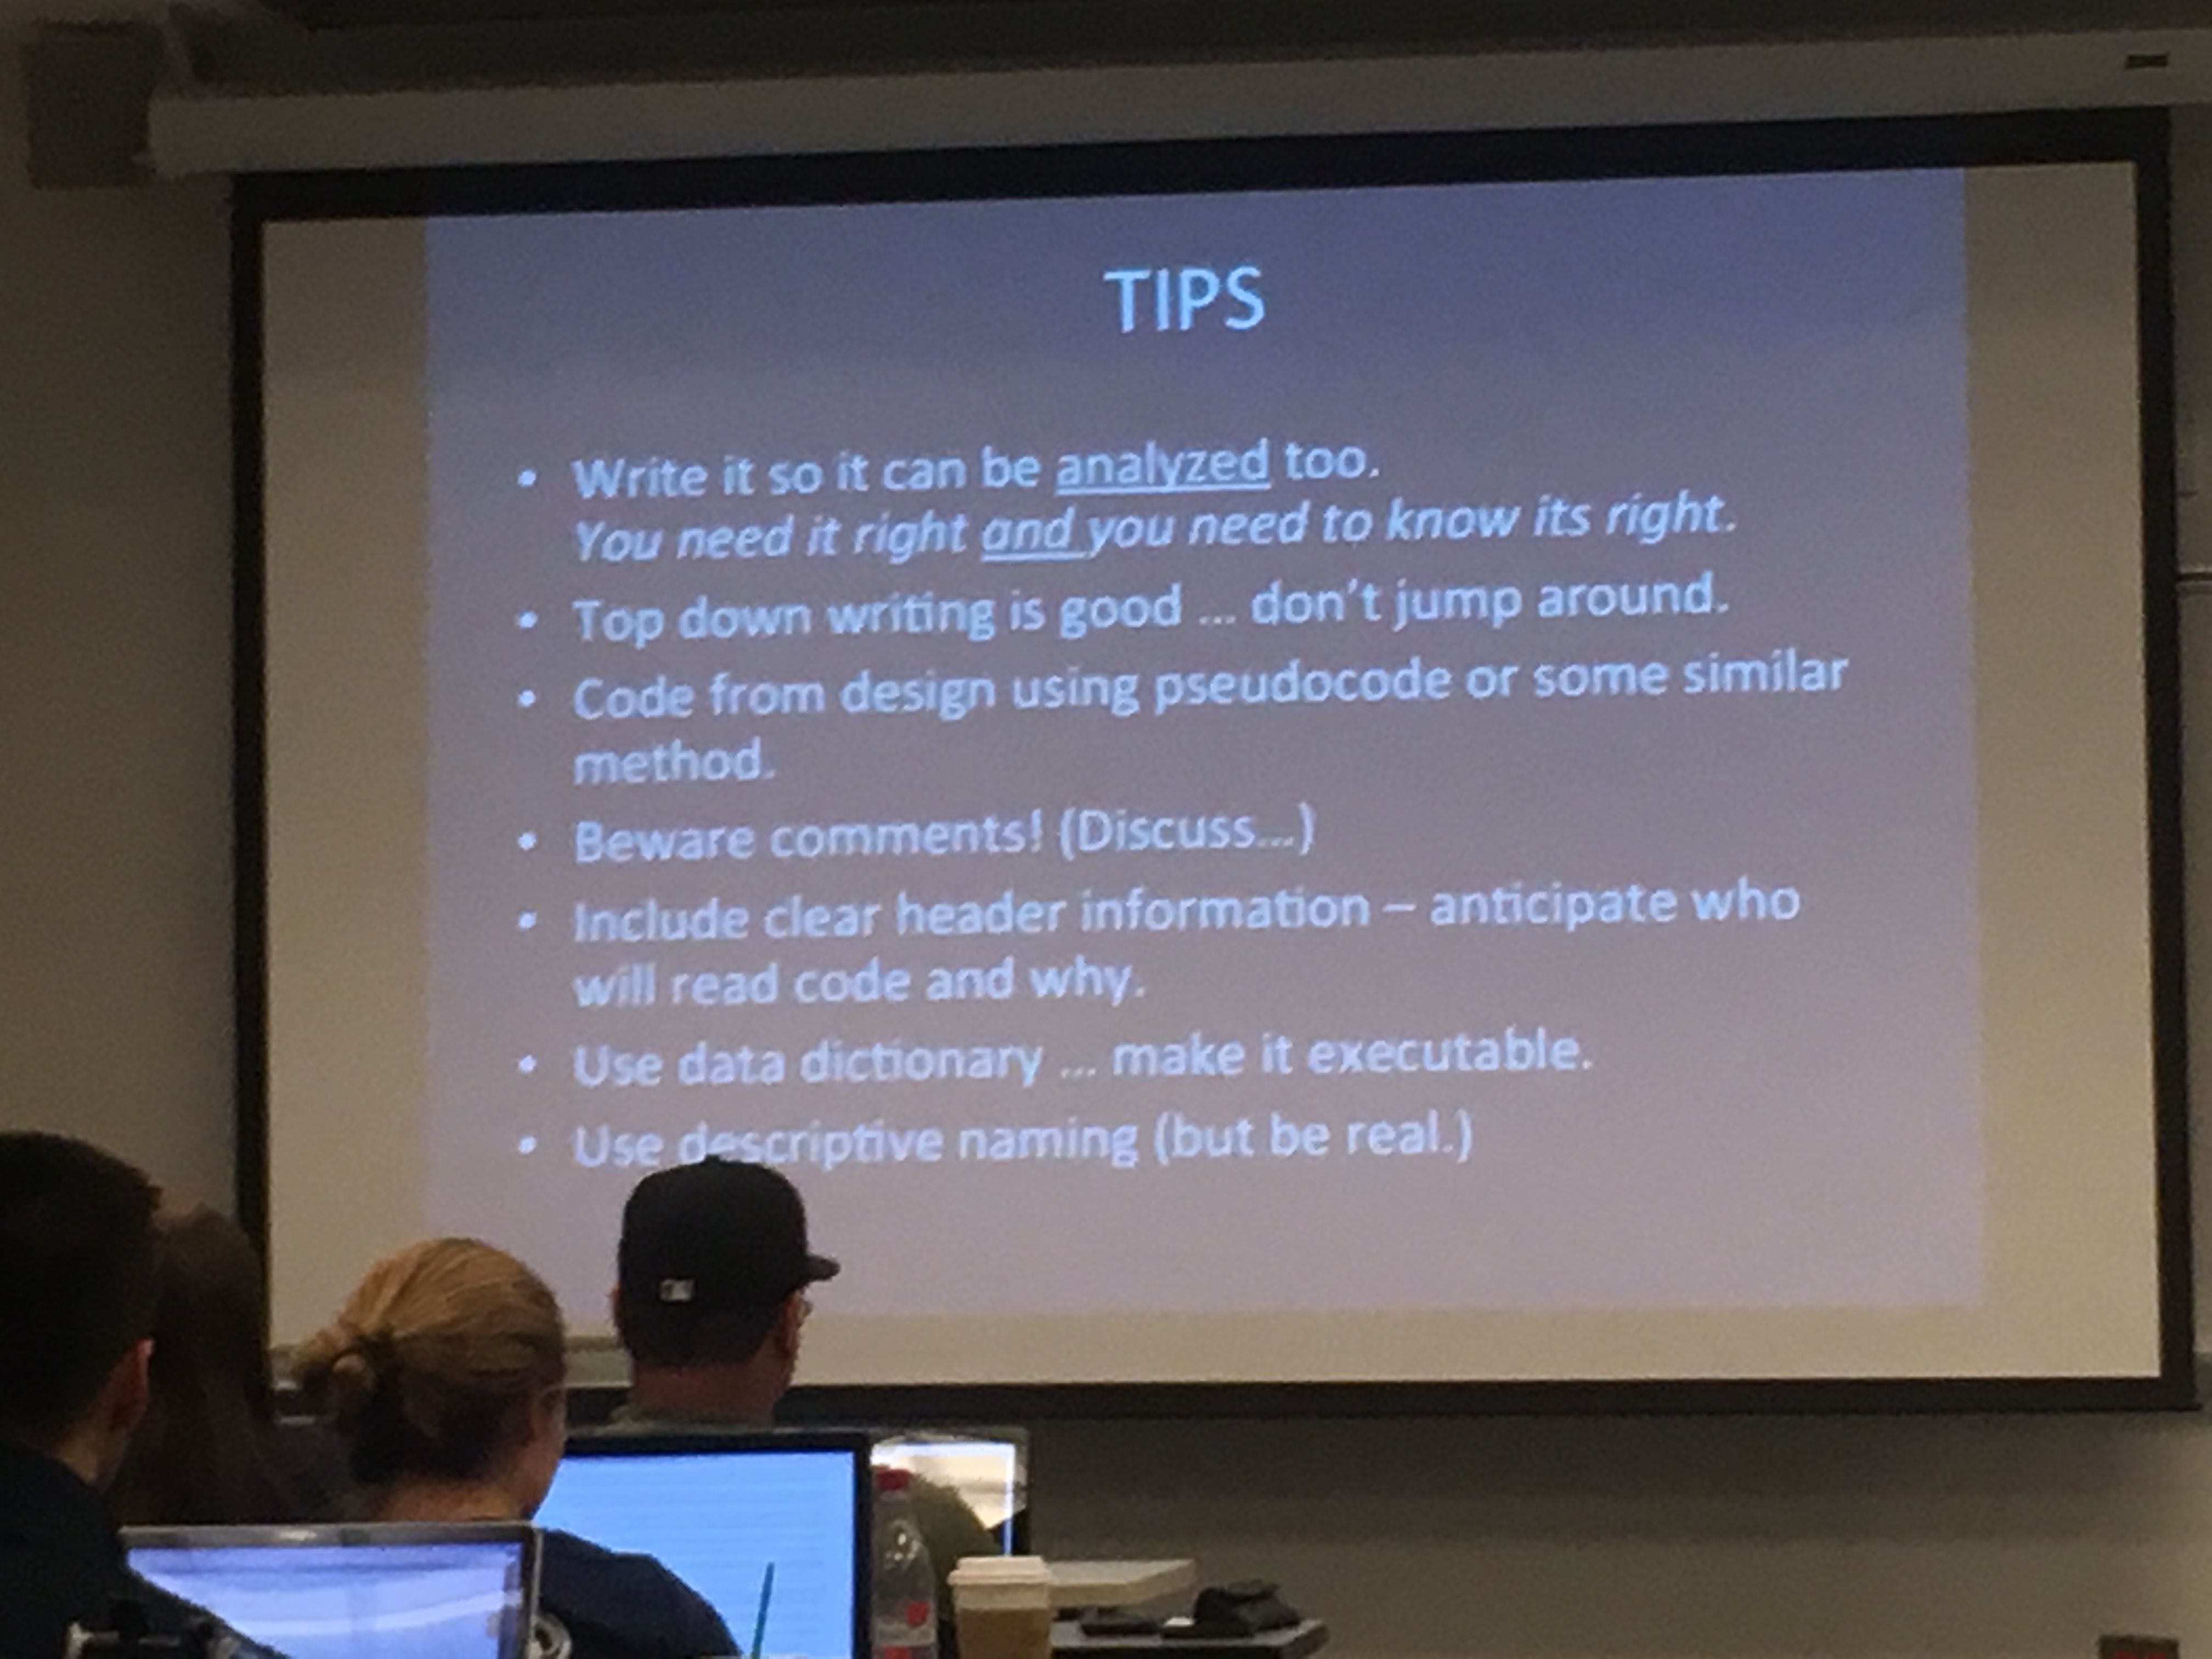 TIPS
• Write it so it can be analyzed too.
You need it right and you need to know its right.
• Top down writing is good ... don't jump around.
• Code from design using pseudocode or some similar
method.
• Beware comments! (Discuss...)
• Include clear header information – anticipate who
will read code and why.
• Use data dictionary ... make it executable.
• Use descriptive naming (but be real.)